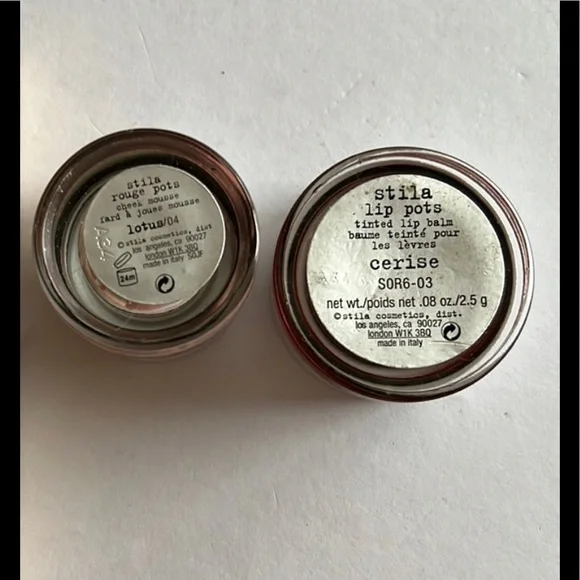 stila
rouge pots
cheek mousse
fard à joues mousse
lotus/04
© stila cosmetics, dist.
los angeles, ca 90027
london W1K 3BQ
made in italy 50JF
24m
stila
lip pots
tinted lip balm
baume teinté pour
les lèvres
cerise
S0R6-03
net wt./poids net .08 oz./2.5 g
© stila cosmetics, dist.
los angeles, ca 90027
london W1K 3BQ
made in italy